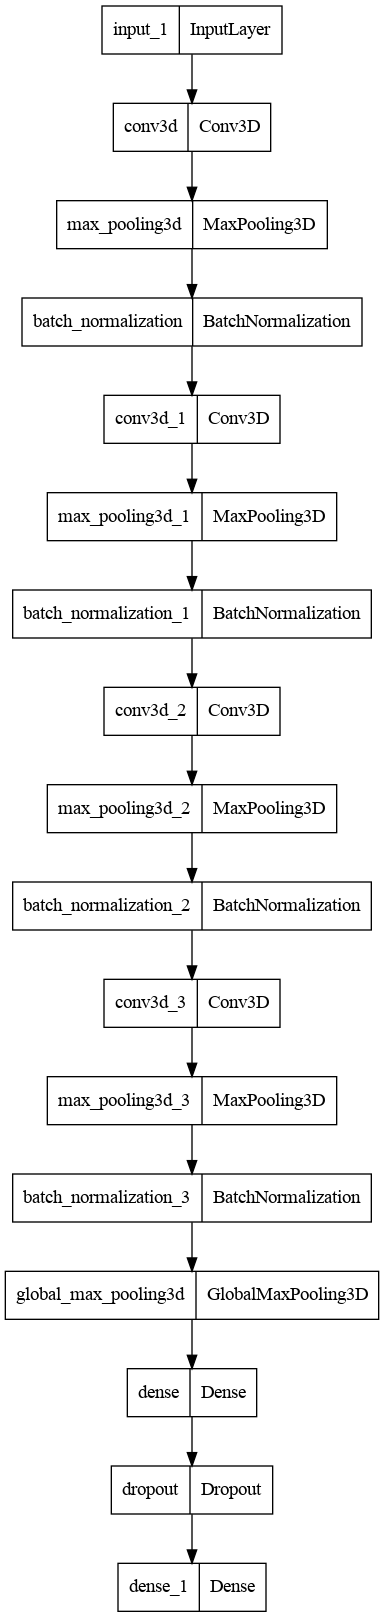 input_1 InputLayer
conv3d Conv3D
max_pooling3d MaxPooling3D
batch_normalization BatchNormalization
conv3d_1 Conv3D
max_pooling3d_1 MaxPooling3D
batch_normalization_1 BatchNormalization
conv3d_2 Conv3D
max_pooling3d_2 MaxPooling3D
batch_normalization_2 BatchNormalization
conv3d_3 Conv3D
max_pooling3d_3 MaxPooling3D
batch_normalization_3 BatchNormalization
global_max_pooling3d GlobalMaxPooling3D
dense Dense
dropout Dropout
dense_1 Dense